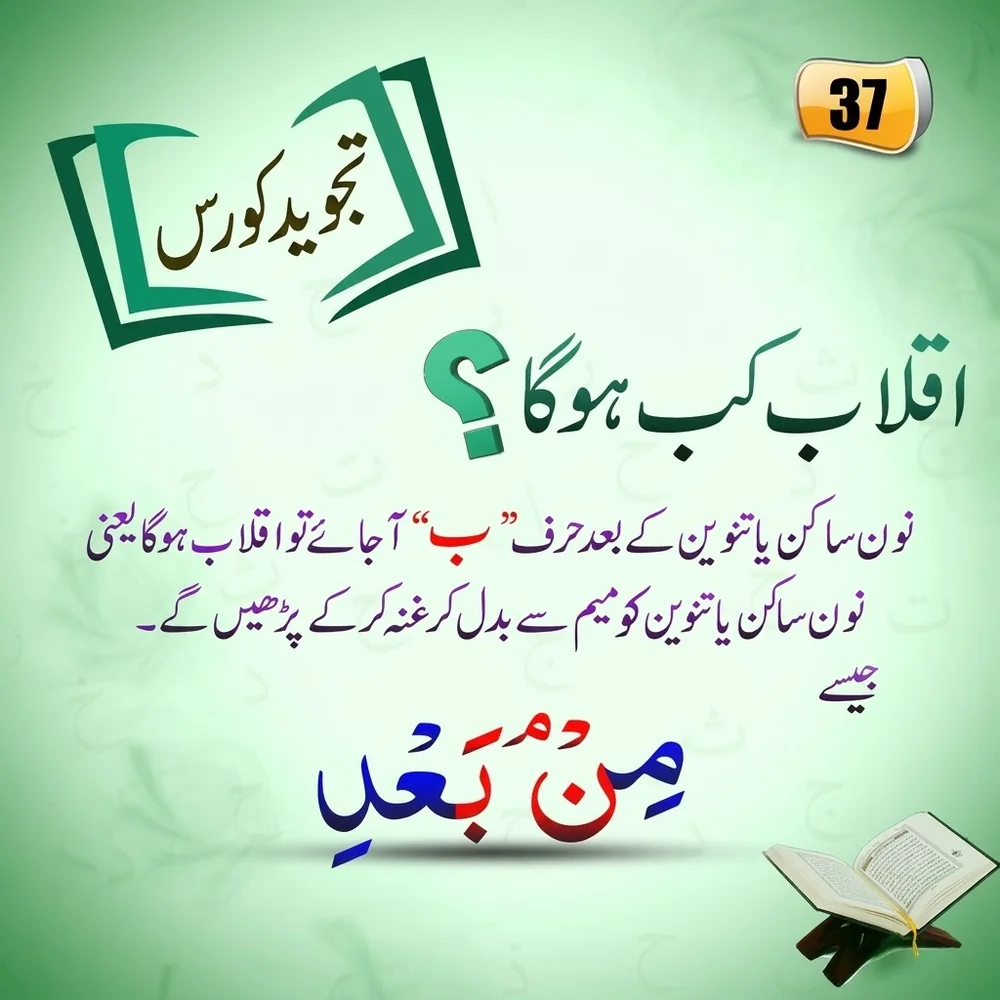 37
تجوید کورس
اقلاب کب ہوگا؟
نون ساکن یا تنوین کے بعد حرف ”ب“ آجائے تو اقلاب ہوگا یعنی
نون ساکن یا تنوین کو میم سے بدل کر غنہ کر کے پڑھیں گے۔
جیسے
مِنْۢ بَعْدِ